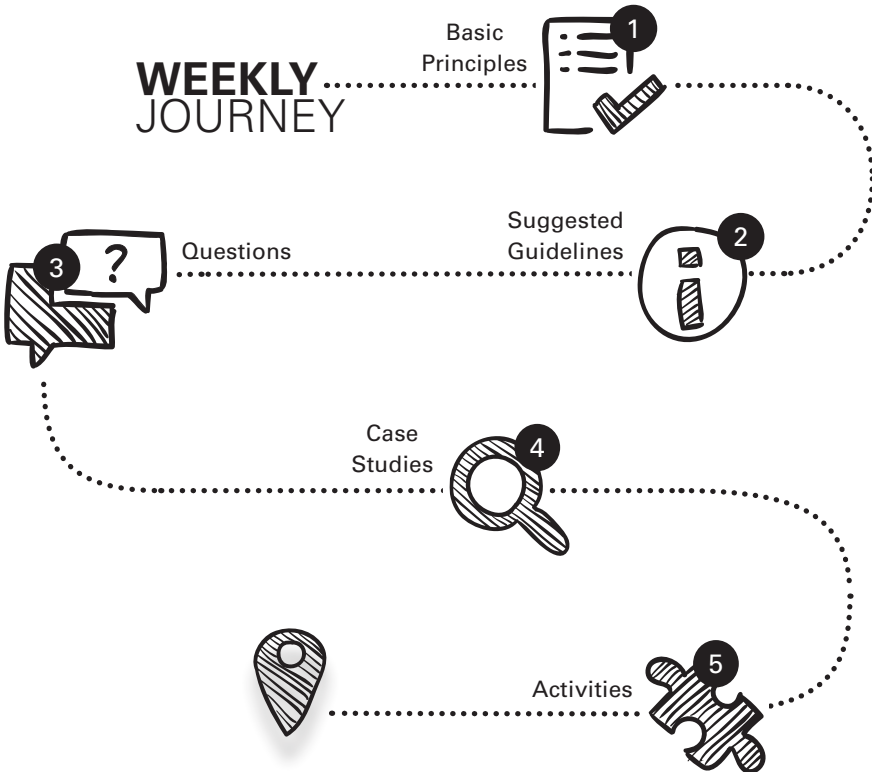 WEEKLY
JOURNEY
Basic
Principles
1
Suggested
Guidelines
2
3
?
Questions
Case
Studies
4
Activities
5